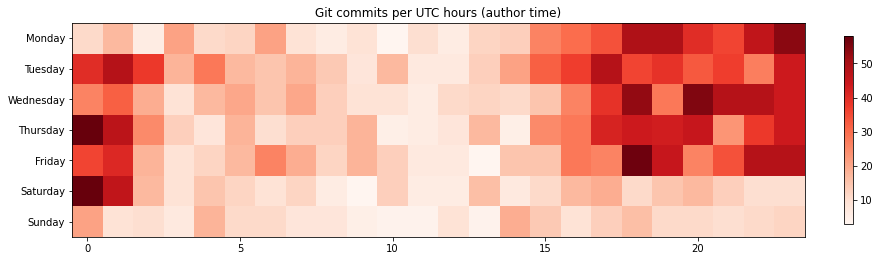 Git commits per UTC hours (author time)
Monday
Tuesday
Wednesday
Thursday
Friday
Saturday
Sunday
0 5 10 15 20
50
40
30
20
10